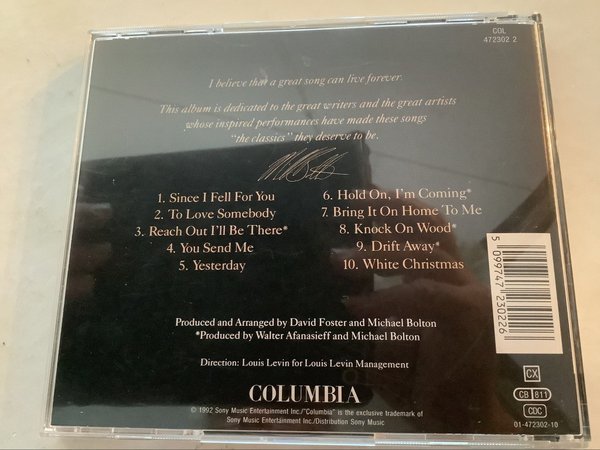 COL
472302 2
I believe that a great song can live forever.
This album is dedicated to the great writers and the great artists
whose inspired performances have made these songs
"the classics" they deserve to be.
1. Since I Fell For You
2. To Love Somebody
3. Reach Out I'll Be There*
4. You Send Me
5. Yesterday
6. Hold On, I'm Coming*
7. Bring It On Home To Me
8. Knock On Wood*
9. Drift Away*
10. White Christmas
5 099747 230226
Produced and Arranged by David Foster and Michael Bolton
*Produced by Walter Afanasieff and Michael Bolton
Direction: Louis Levin for Louis Levin Management
COLUMBIA
© 1992 Sony Music Entertainment Inc./"Columbia" is the exclusive trademark of
Sony Music Entertainment Inc./Distribution Sony Music
CX
CB 811
CDC
01-472302-10